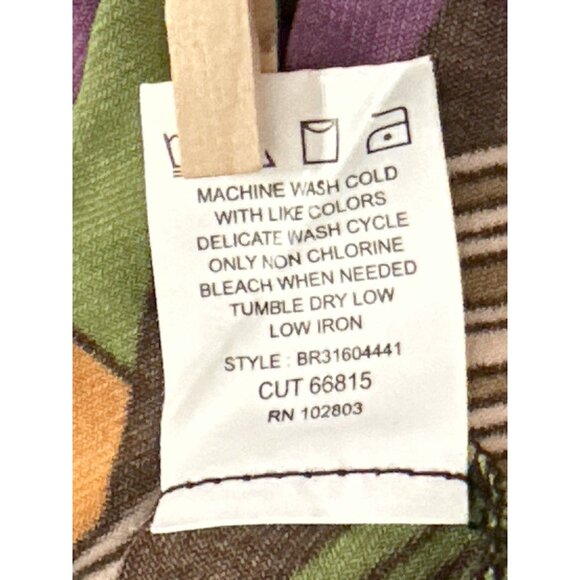 MACHINE WASH COLD
WITH LIKE COLORS
DELICATE WASH CYCLE
ONLY NON CHLORINE
BLEACH WHEN NEEDED
TUMBLE DRY LOW
LOW IRON
STYLE : BR31604441
CUT 66815
RN 102803